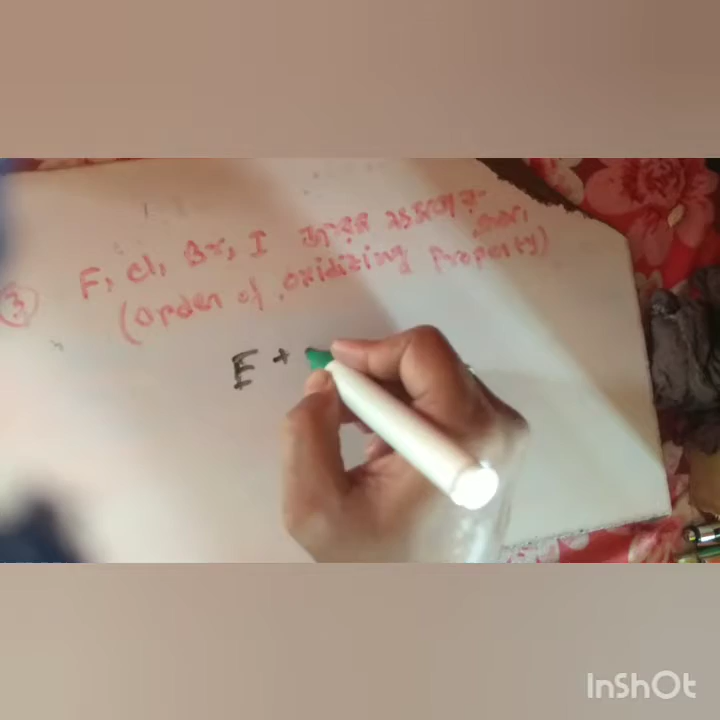 ③ F, Cl, Br, I
(Order of oxidizing Property)
E +
InShOt